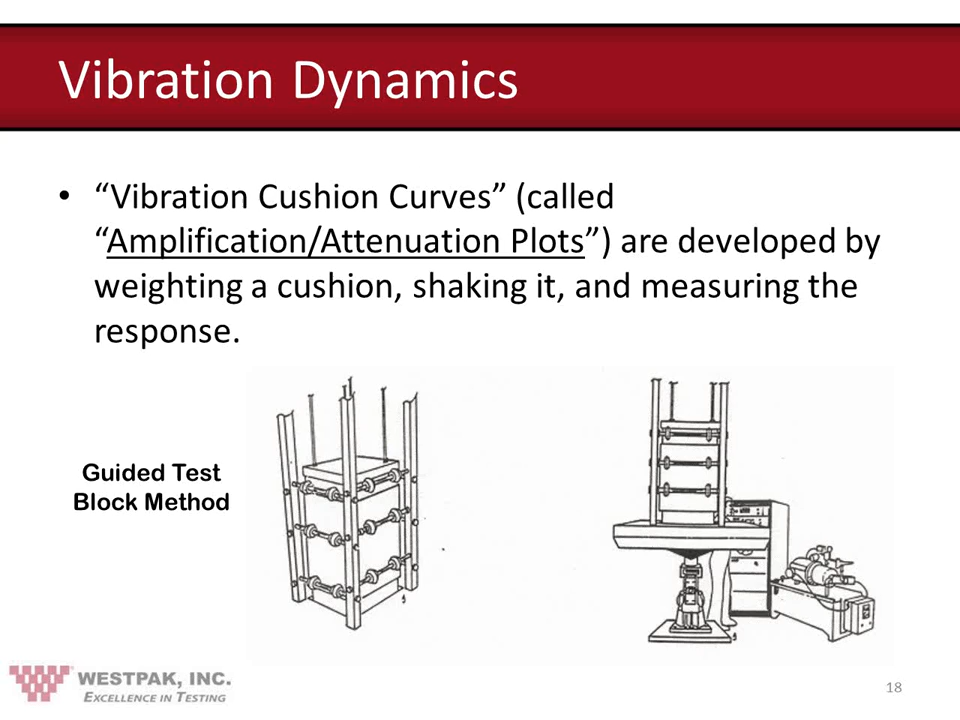 Vibration Dynamics
• “Vibration Cushion Curves” (called
“Amplification/Attenuation Plots”) are developed by
weighting a cushion, shaking it, and measuring the
response.
Guided Test
Block Method
WESTPAK, INC.
EXCELLENCE IN TESTING
18